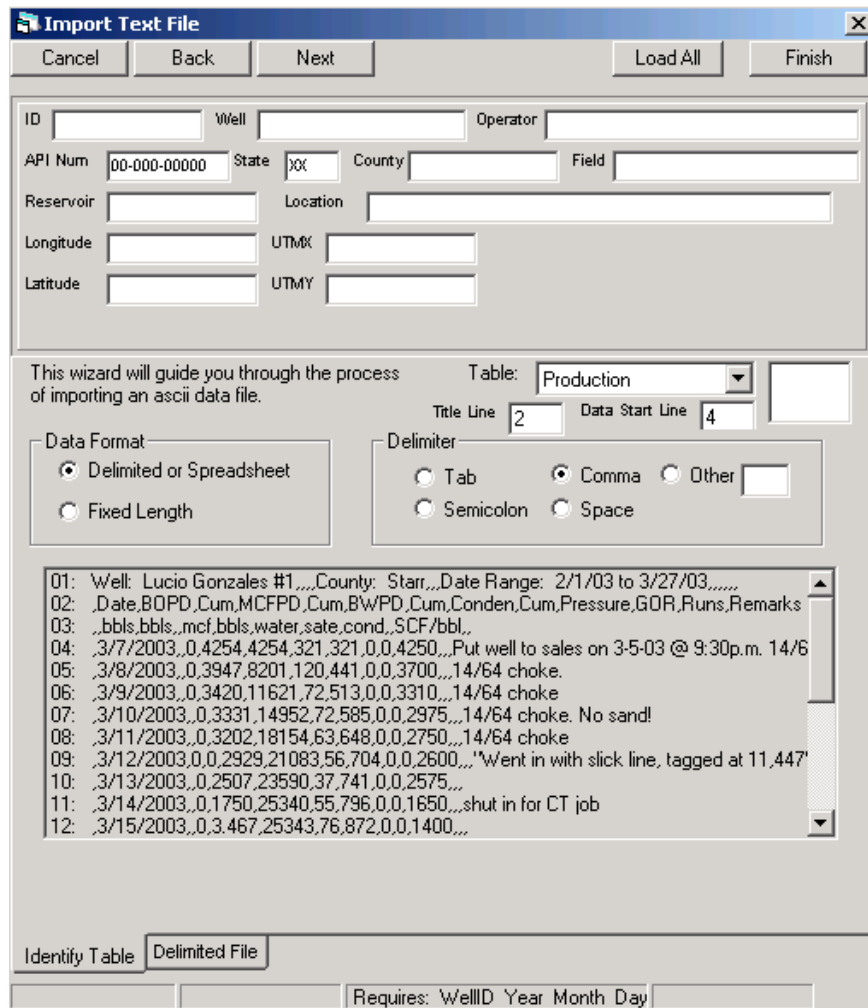 Import Text File
Cancel Back Next Load All Finish
ID Well Operator
API Num 00-000-00000 State XX County Field
Reservoir Location
Longitude UTMX
Latitude UTMY
This wizard will guide you through the process
of importing an ascii data file.
Table: Production
Title Line 2 Data Start Line 4
Data Format
Delimited or Spreadsheet
Fixed Length
Delimiter
Tab Comma Other
Semicolon Space
01: Well: Lucio Gonzales #1,,,,County: Starr,,,Date Range: 2/1/03 to 3/27/03,,,,,,
02: ,Date,BOPD,Cum,MCFPD,Cum,BWPD,Cum,Conden,Cum,Pressure,GOR,Runs,Remarks
03: ,,bbls,bbls,,mcf,bbls,water,sate,cond,,SCF/bbl,,
04: ,3/7/2003,,0,4254,4254,321,321,0,0,4250,,,Put well to sales on 3-5-03 @ 9:30p.m. 14/6
05: ,3/8/2003,,0,3947,8201,120,441,0,0,3700,,,14/64 choke.
06: ,3/9/2003,,0,3420,11621,72,513,0,0,3310,,,14/64 choke
07: ,3/10/2003,,0,3331,14952,72,585,0,0,2975,,,14/64 choke. No sand!
08: ,3/11/2003,,0,3202,18154,63,648,0,0,2750,,,14/64 choke
09: ,3/12/2003,0,0,2929,21083,56,704,0,0,2600,,,"Went in with slick line, tagged at 11,447'
10: ,3/13/2003,,0,2507,23590,37,741,0,0,2575,,,
11: ,3/14/2003,,0,1750,25340,55,796,0,0,1650,,,shut in for CT job
12: ,3/15/2003,,0,3.467,25343,76,872,0,0,1400,,,
Identify Table Delimited File
Requires: WellID Year Month Day